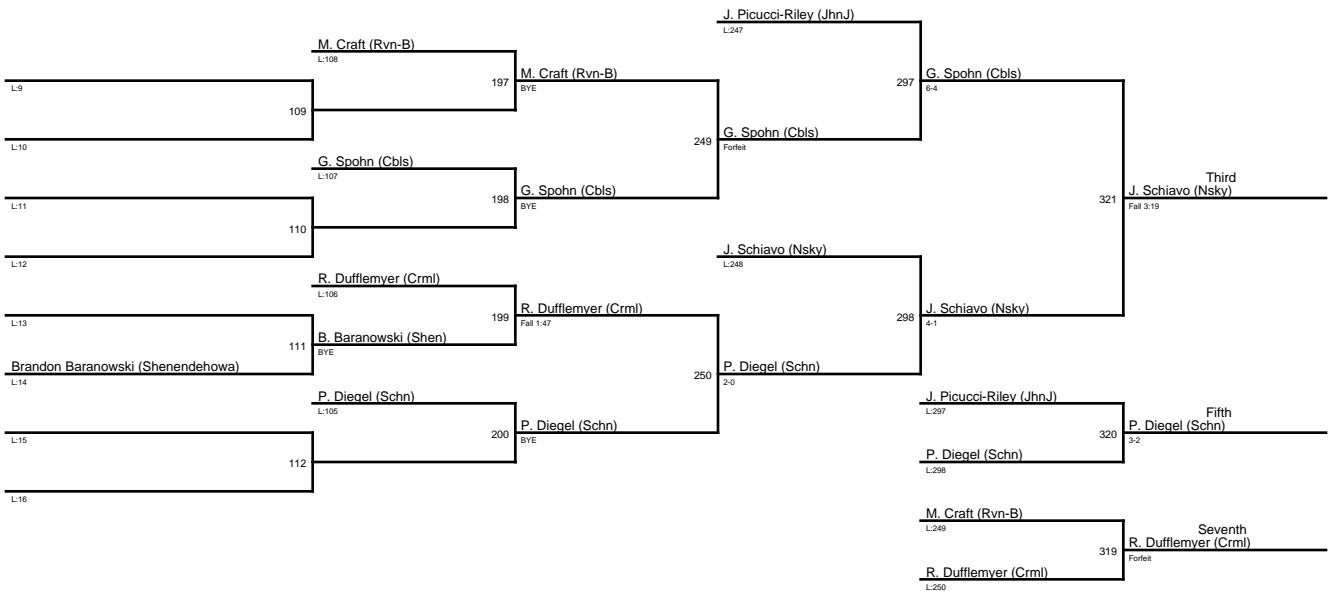 J. Picucci-Riley (JhnJ)
L:247
M. Craft (Rvn-B)
L:108
197
M. Craft (Rvn-B)
BYE
297
G. Spohn (Cbls)
6-4
L:9
109
L:10
249
G. Spohn (Cbls)
Forfeit
G. Spohn (Cbls)
L:107
198
G. Spohn (Cbls)
BYE
L:11
110
L:12
321
Third
J. Schiavo (Nsky)
Fall 3:19
J. Schiavo (Nsky)
L:248
R. Dufflemyer (Crml)
L:106
199
R. Dufflemyer (Crml)
Fall 1:47
298
J. Schiavo (Nsky)
4-1
L:13
111
B. Baranowski (Shen)
BYE
Brandon Baranowski (Shenendehowa)
L:14
250
P. Diegel (Schn)
2-0
P. Diegel (Schn)
L:105
200
P. Diegel (Schn)
BYE
L:15
112
L:16
J. Picucci-Riley (JhnJ)
L:297
320
Fifth
P. Diegel (Schn)
3-2
P. Diegel (Schn)
L:298
M. Craft (Rvn-B)
L:249
319
Seventh
R. Dufflemyer (Crml)
Forfeit
R. Dufflemyer (Crml)
L:250